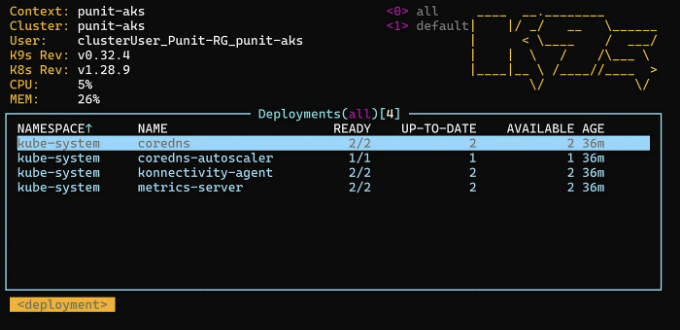 Context: punit-aks <0> all
Cluster: punit-aks <1> default
User: clusterUser_Punit-RG_punit-aks
K9s Rev: v0.32.4
K8s Rev: v1.28.9
CPU: 5%
MEM: 26%
K9s
Deployments(all)[4]
NAMESPACE↑ NAME READY UP-TO-DATE AVAILABLE AGE
kube-system coredns 2/2 2 2 36m
kube-system coredns-autoscaler 1/1 1 1 36m
kube-system konnectivity-agent 2/2 2 2 36m
kube-system metrics-server 2/2 2 2 36m
<deployment>